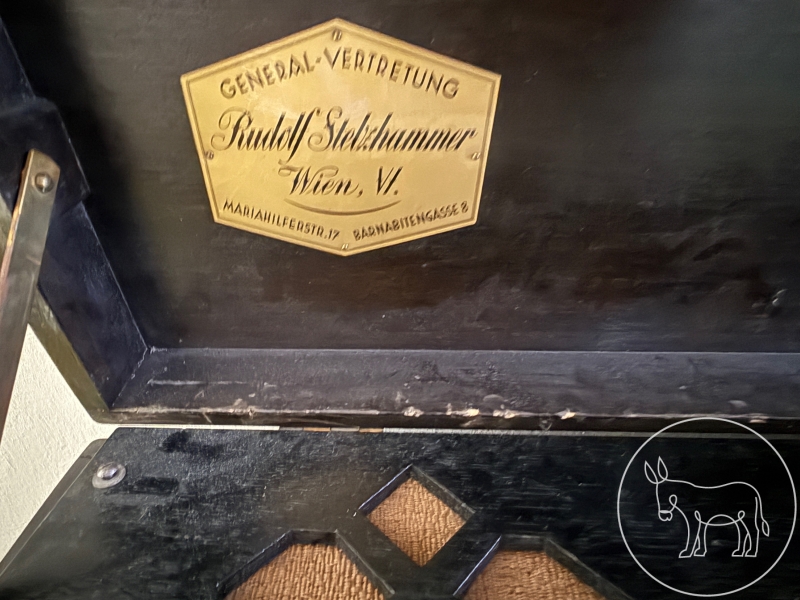 GENERAL-VERTRETUNG
Rudolf Stelzhammer
Wien, VI.
MARIAHILFERSTR.17 BARNABITENGASSE 8